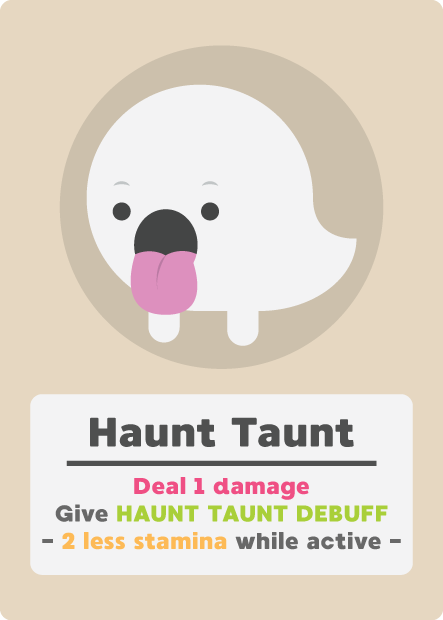 Haunt Taunt
Deal 1 damage
Give HAUNT TAUNT DEBUFF
- 2 less stamina while active -